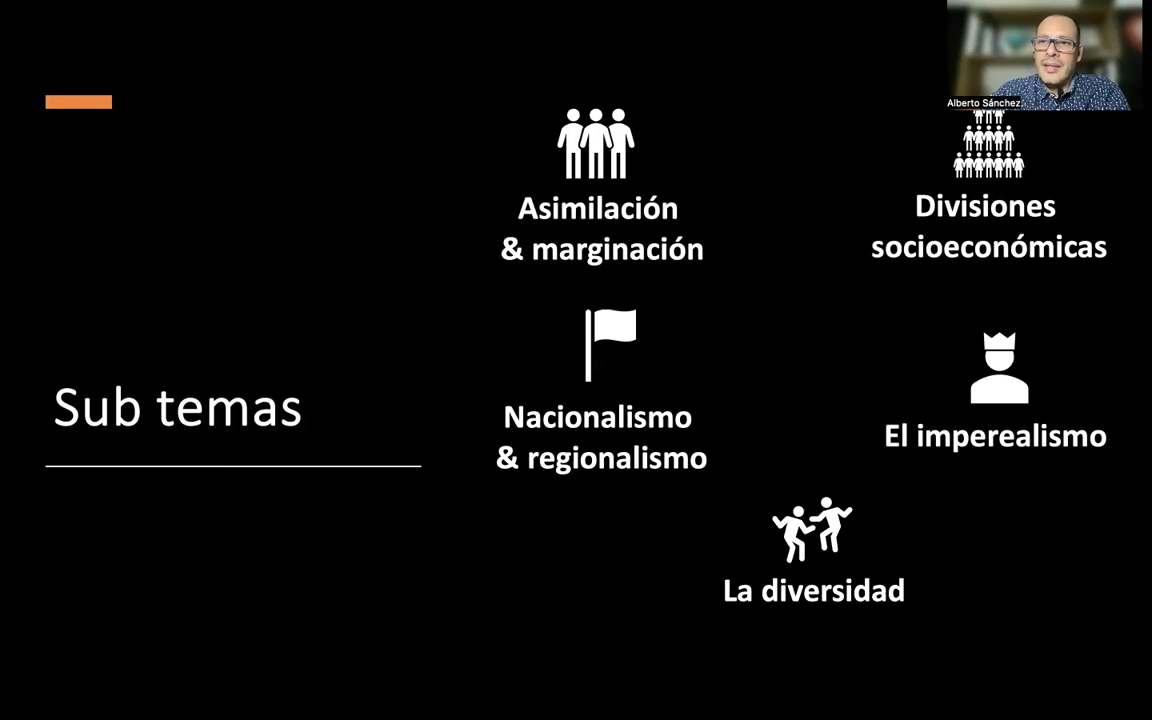 Alberto Sánchez
Asimilación
& marginación
Divisiones
socioeconómicas
Nacionalismo
& regionalismo
Sub temas
El imperealismo
La diversidad